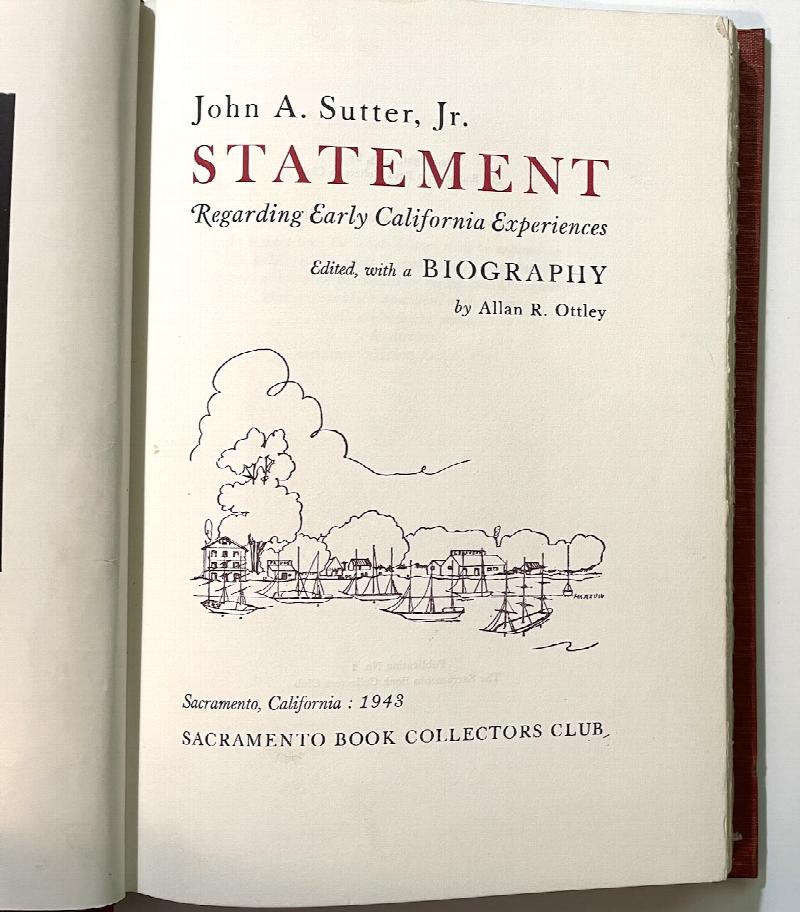 John A. Sutter, Jr.
STATEMENT
Regarding Early California Experiences
Edited, with a BIOGRAPHY
by Allan R. Ottley
Sacramento, California : 1943
SACRAMENTO BOOK COLLECTORS CLUB